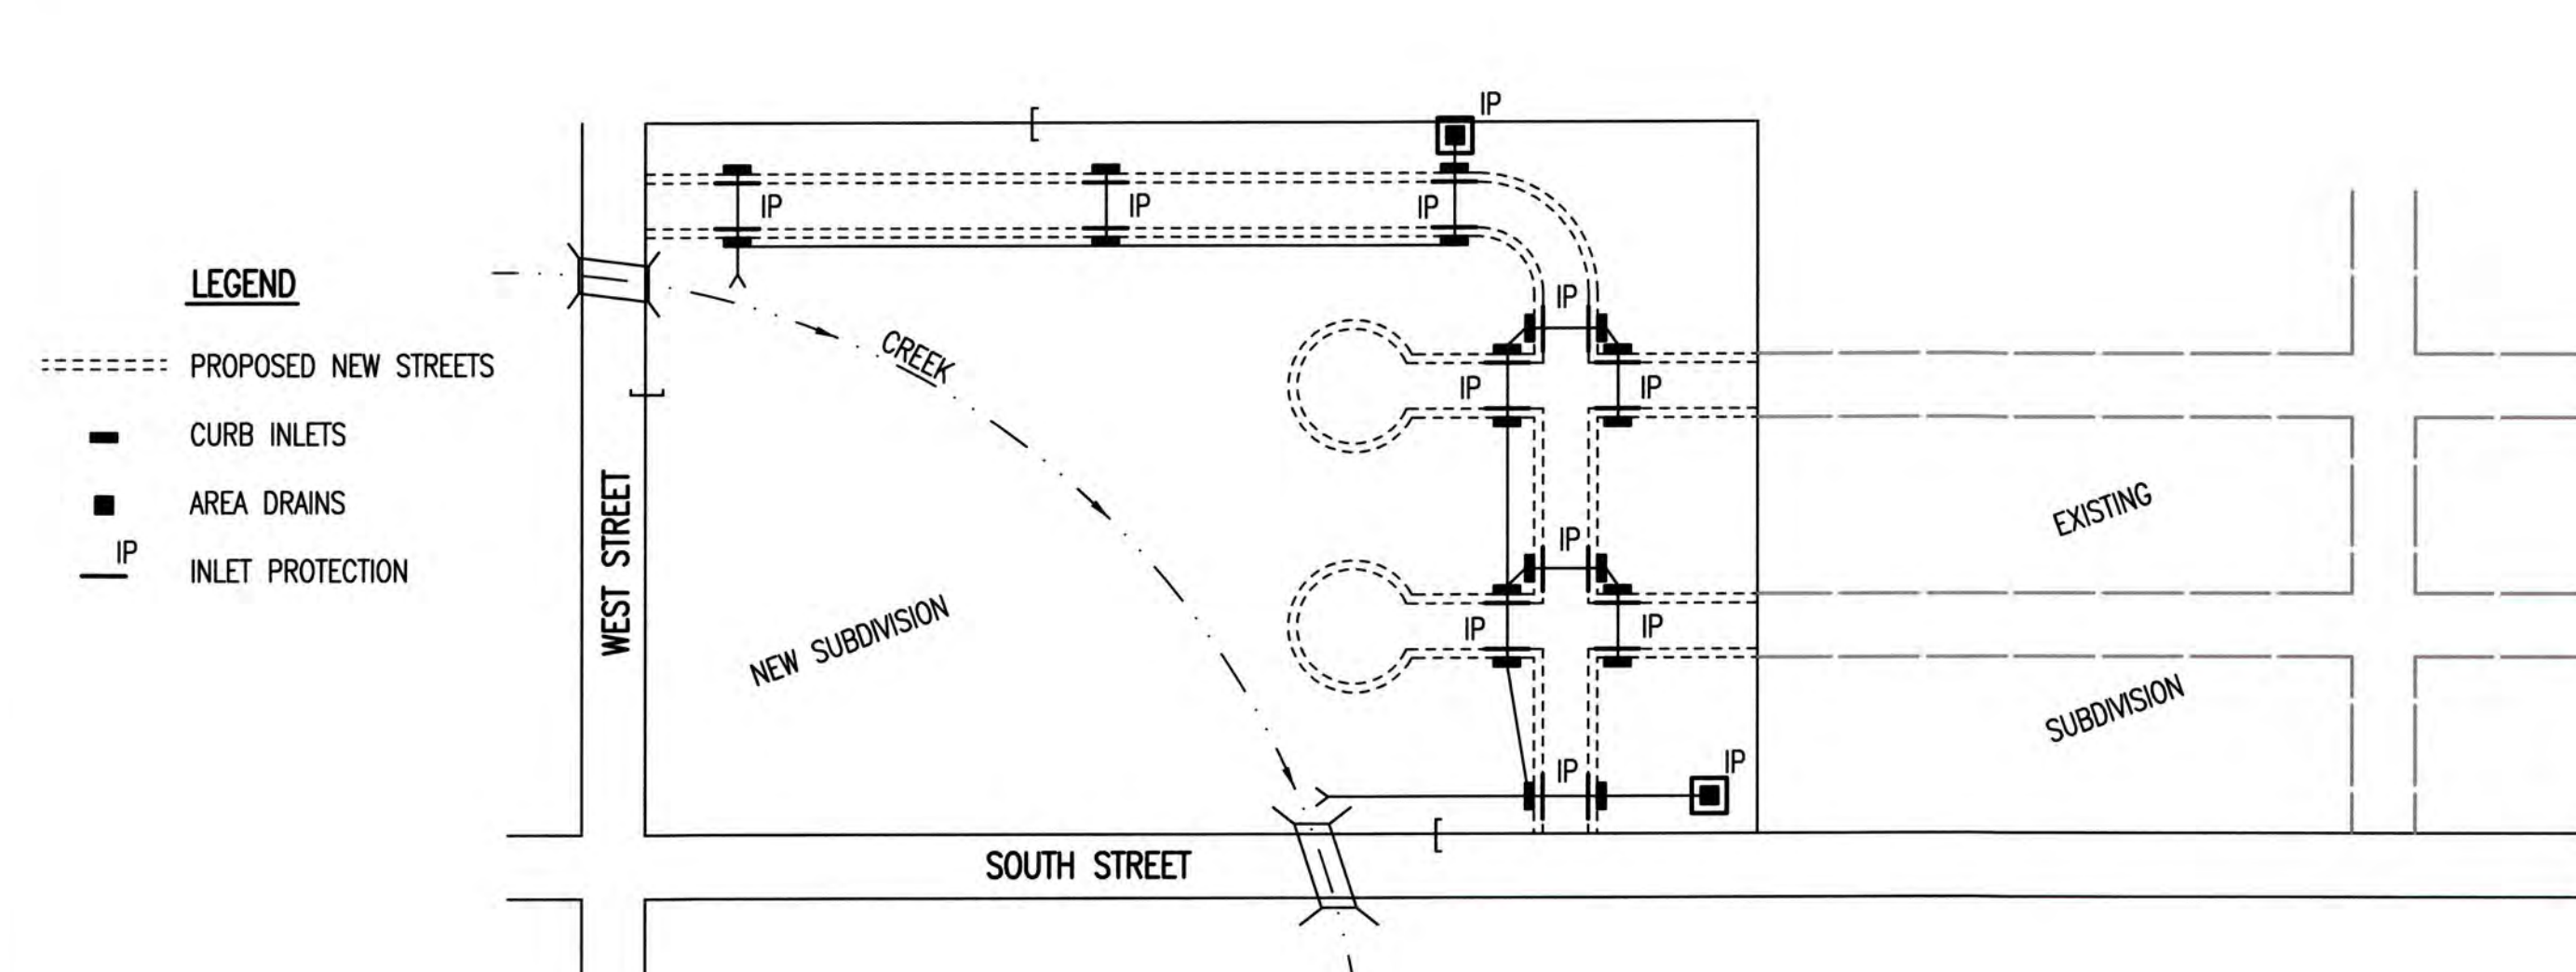 LEGEND
PROPOSED NEW STREETS
CURB INLETS
AREA DRAINS
IP
INLET PROTECTION
IP
IP
IP
IP
IP
IP
IP
IP
IP
IP
IP
IP
CREEK
WEST STREET
NEW SUBDIVISION
SOUTH STREET
EXISTING
SUBDIVISION